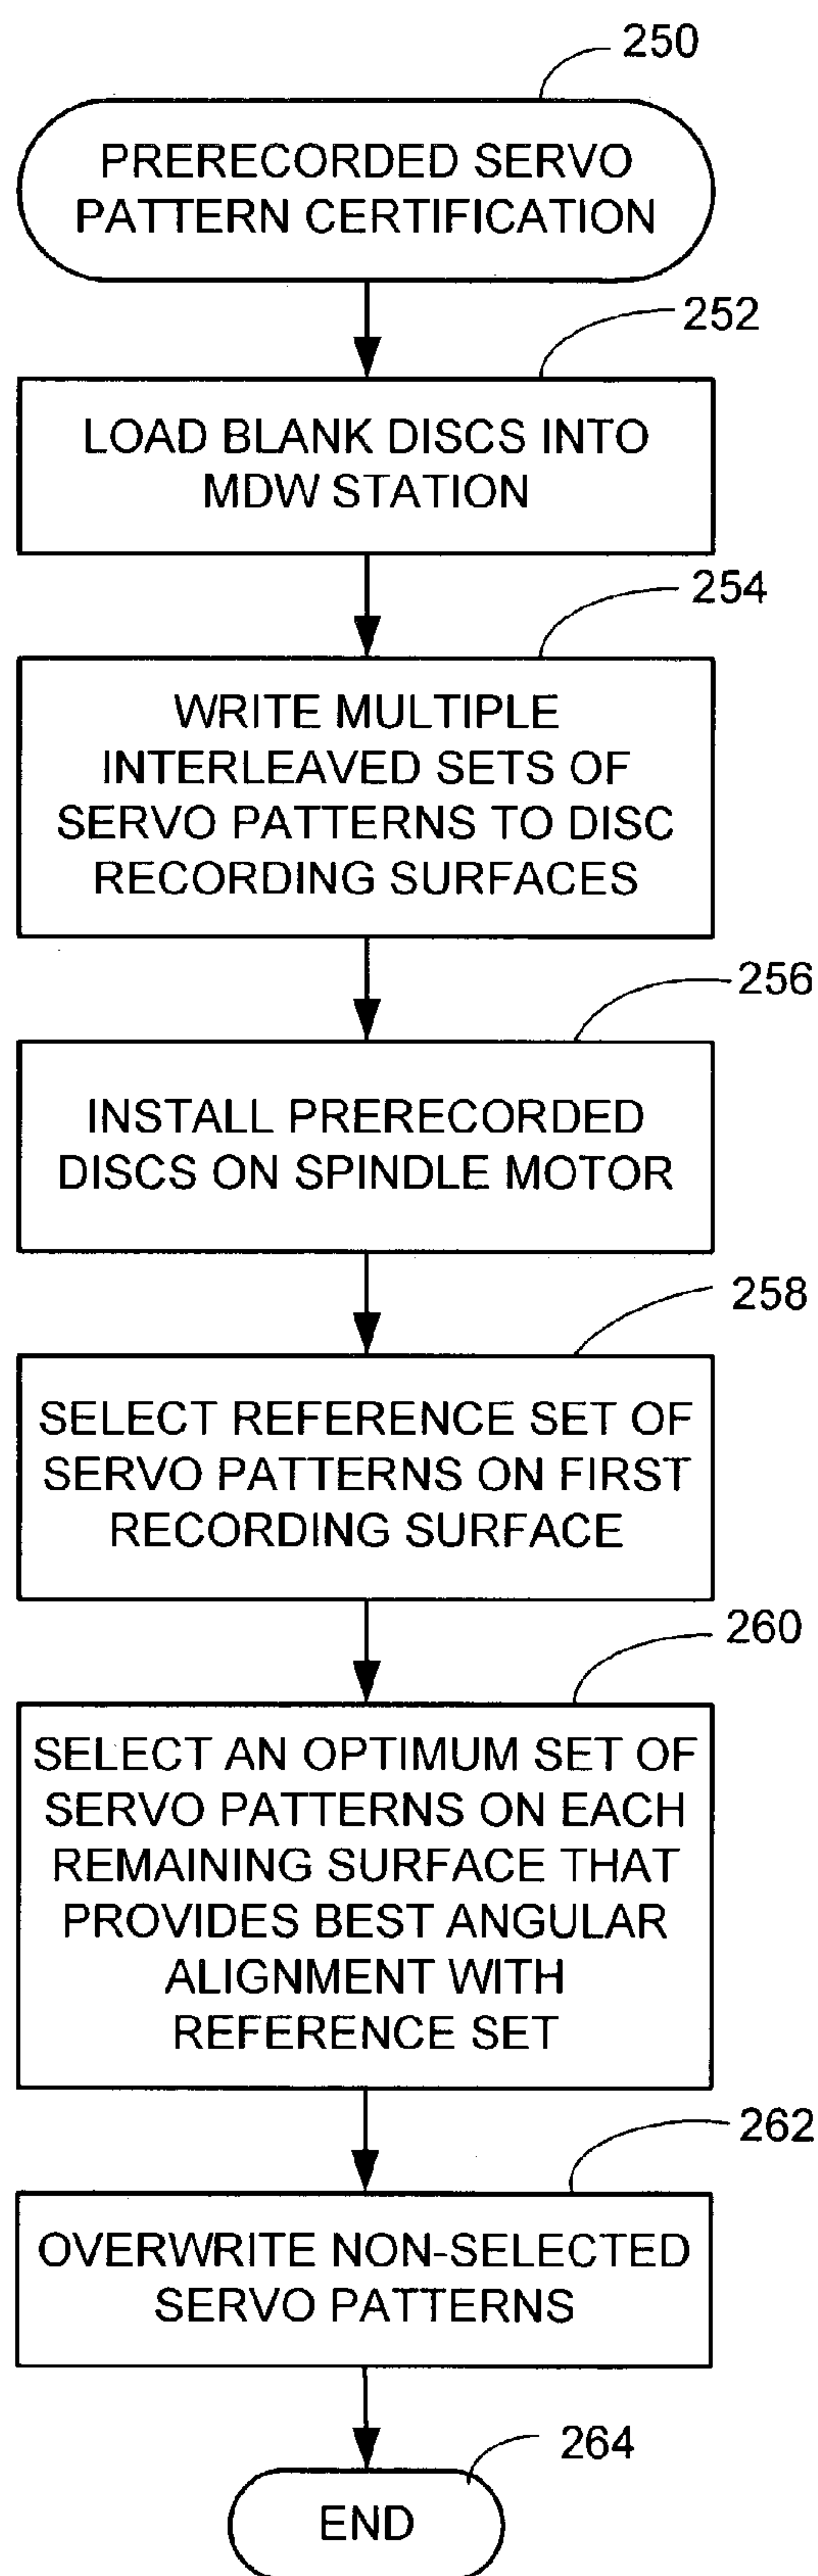 250
PRERECORDED SERVO
PATTERN CERTIFICATION
252
LOAD BLANK DISCS INTO
MDW STATION
254
WRITE MULTIPLE
INTERLEAVED SETS OF
SERVO PATTERNS TO DISC
RECORDING SURFACES
256
INSTALL PRERECORDED
DISCS ON SPINDLE MOTOR
258
SELECT REFERENCE SET OF
SERVO PATTERNS ON FIRST
RECORDING SURFACE
260
SELECT AN OPTIMUM SET OF
SERVO PATTERNS ON EACH
REMAINING SURFACE THAT
PROVIDES BEST ANGULAR
ALIGNMENT WITH
REFERENCE SET
262
OVERWRITE NON-SELECTED
SERVO PATTERNS
264
END